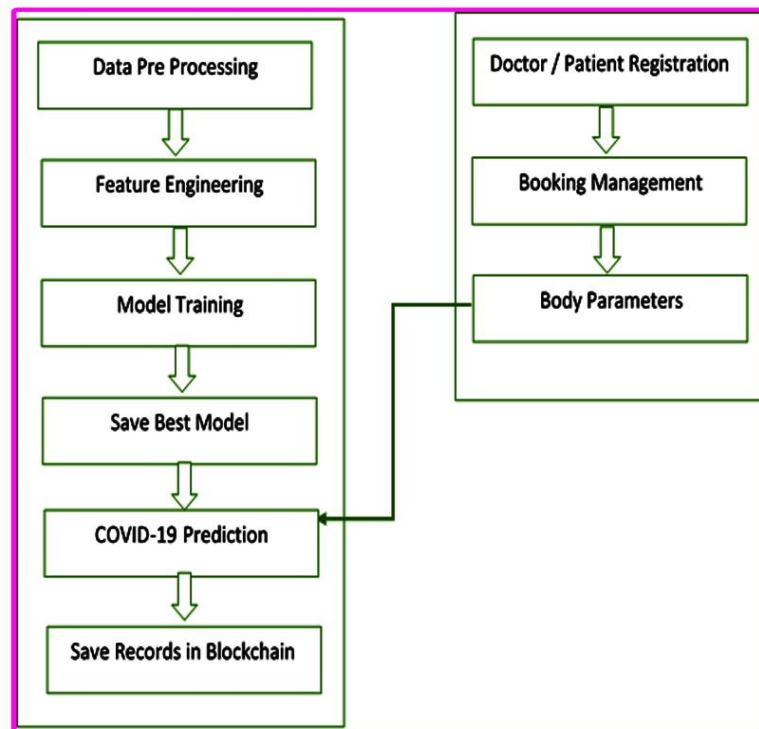 Data Pre Processing
Feature Engineering
Model Training
Save Best Model
COVID-19 Prediction
Save Records in Blockchain
Doctor / Patient Registration
Booking Management
Body Parameters